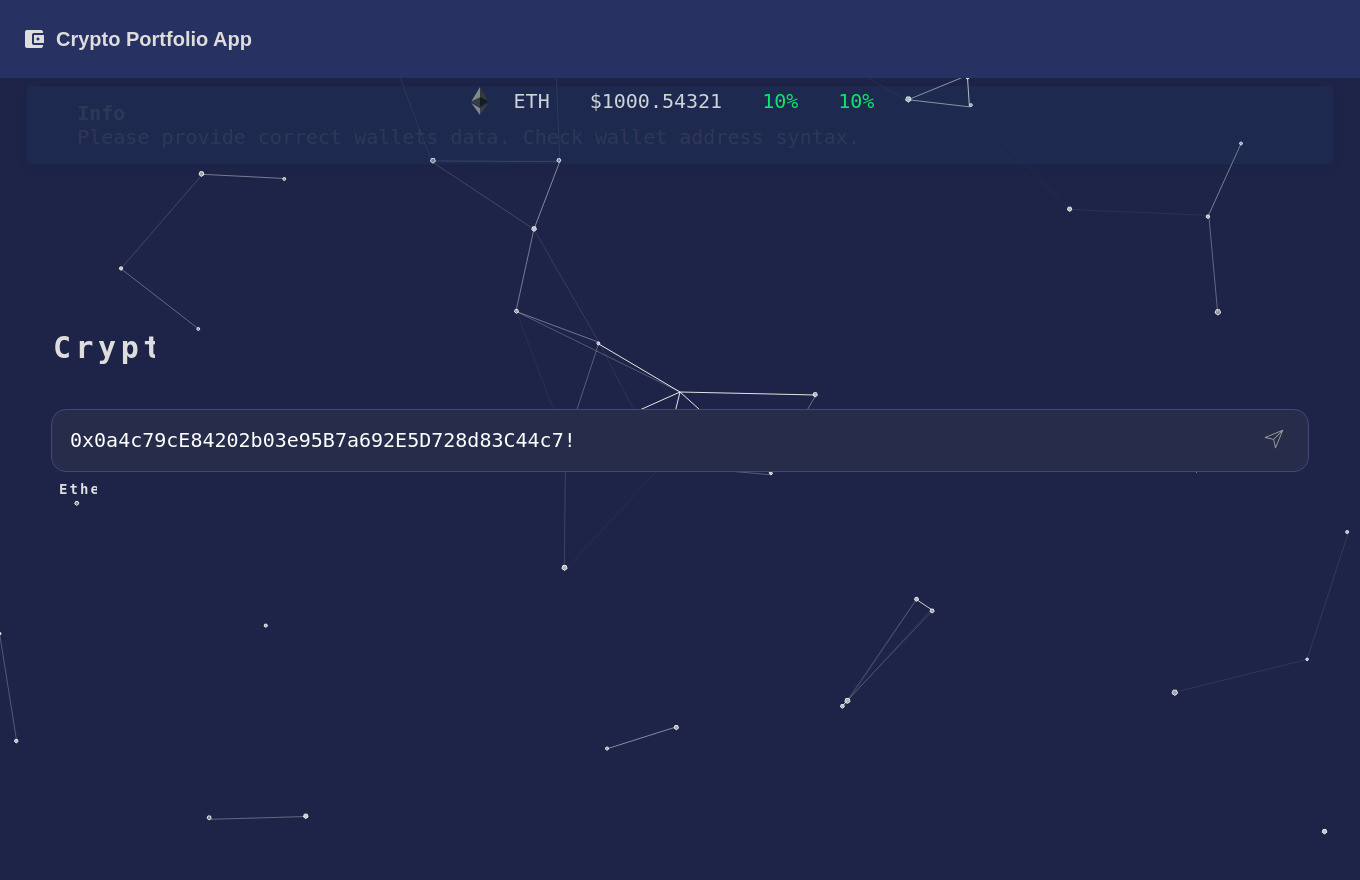 Crypto Portfolio App
ETH $1000.54321 10% 10%
Info
Please provide correct wallets data. Check wallet address syntax.
Crypt
0x0a4c79cE84202b03e95B7a692E5D728d83C44c7!
Ethe